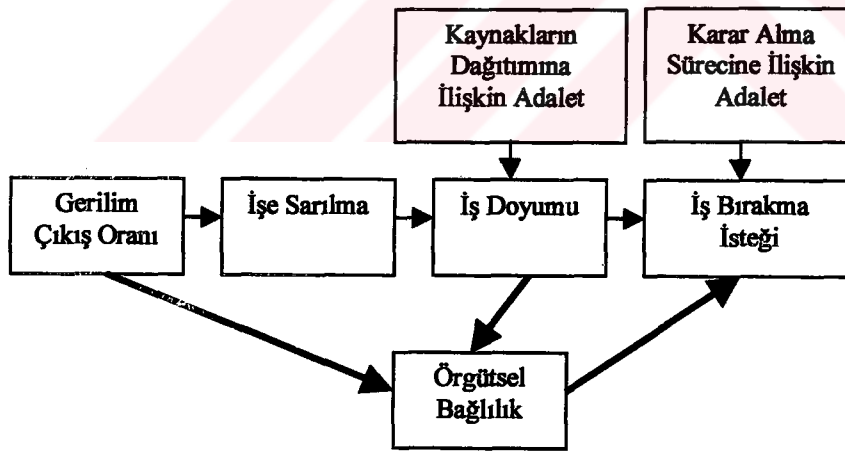 Kaynakların
Dağıtımına
İlişkin Adalet
Karar Alma
Sürecine İlişkin
Adalet
Gerilim
Çıkış Oranı
İşe Sarılma
İş Doyumu
İş Bırakma
İsteği
Örgütsel
Bağlılık